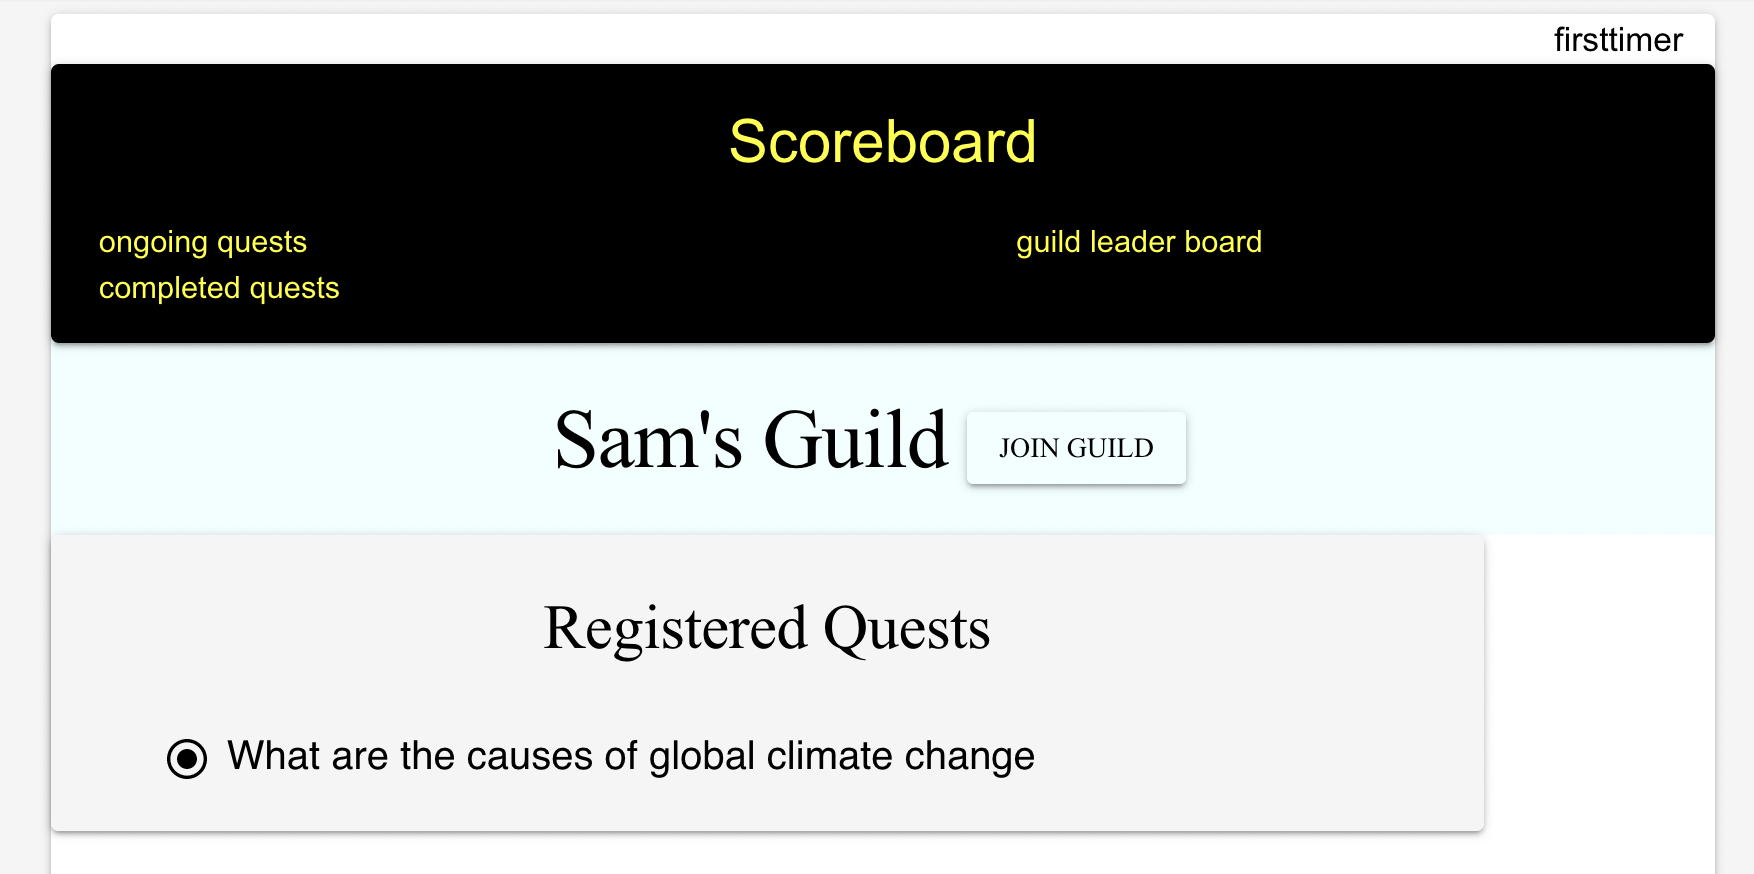 firsttimer
Scoreboard
ongoing quests
guild leader board
completed quests
Sam's Guild
JOIN GUILD
Registered Quests
What are the causes of global climate change